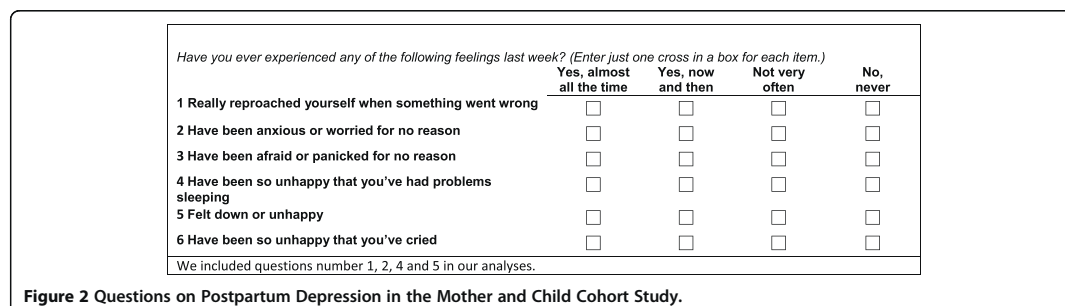 Have you ever experienced any of the following feelings last week? (Enter just one cross in a box for each item.)
Yes, almost all the time
Yes, now and then
Not very often
No, never
1 Really reproached yourself when something went wrong
2 Have been anxious or worried for no reason
3 Have been afraid or panicked for no reason
4 Have been so unhappy that you've had problems
sleeping
5 Felt down or unhappy
6 Have been so unhappy that you've cried
We included questions number 1, 2, 4 and 5 in our analyses.
Figure 2 Questions on Postpartum Depression in the Mother and Child Cohort Study.